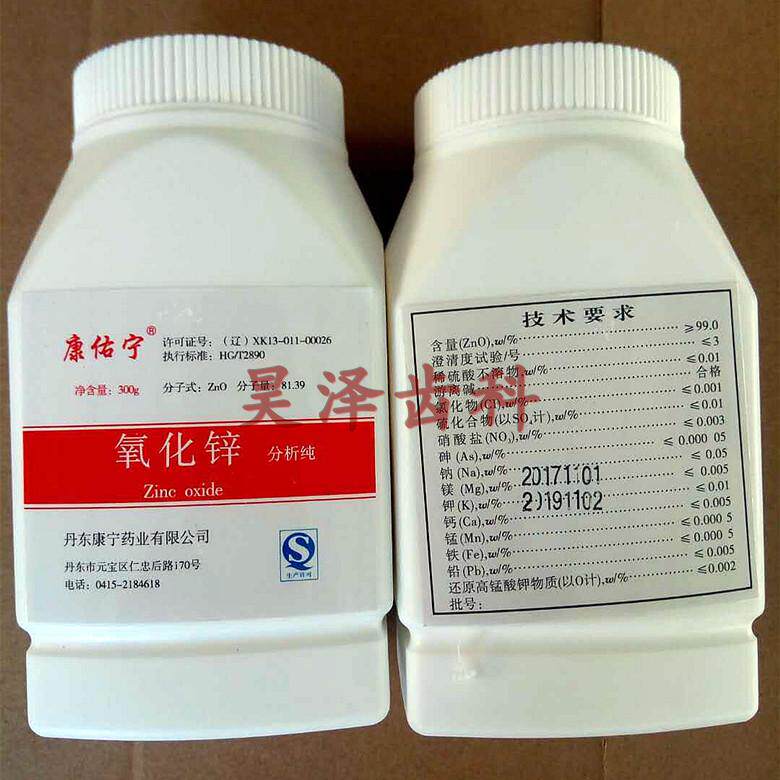 康佑宁®
许可证号：（辽）XK13-011-00026
执行标准：HG/T2890
净含量：300g 分子式：ZnO 分子量：81.39
氧化锌 分析纯
Zinc oxide
丹东康宁药业有限公司
丹东市元宝区仁忠后路170号
电话：0415-2184618
QS
生产许可
技术要求
含量(ZnO),w/% ≥99.0
澄清度试验/号 ≤3
稀硫酸不溶物,w/% ≤0.01
游离碱 合格
氯化物(Cl),w/% ≤0.001
硫化合物(以SO₄计),w/% ≤0.01
硝酸盐(NO₃),w/% ≤0.003
砷(As),w/% ≤0.000 05
钠(Na),w/% ≤0.05
镁(Mg),w/% ≤0.005
钾(K),w/% ≤0.01
钙(Ca),w/% ≤0.005
锰(Mn),w/% ≤0.000 5
铁(Fe),w/% ≤0.000 5
铅(Pb),w/% ≤0.005
还原高锰酸钾物质(以O计),w/% ≤0.002
批号：
20171101
20191102
昊泽齿科